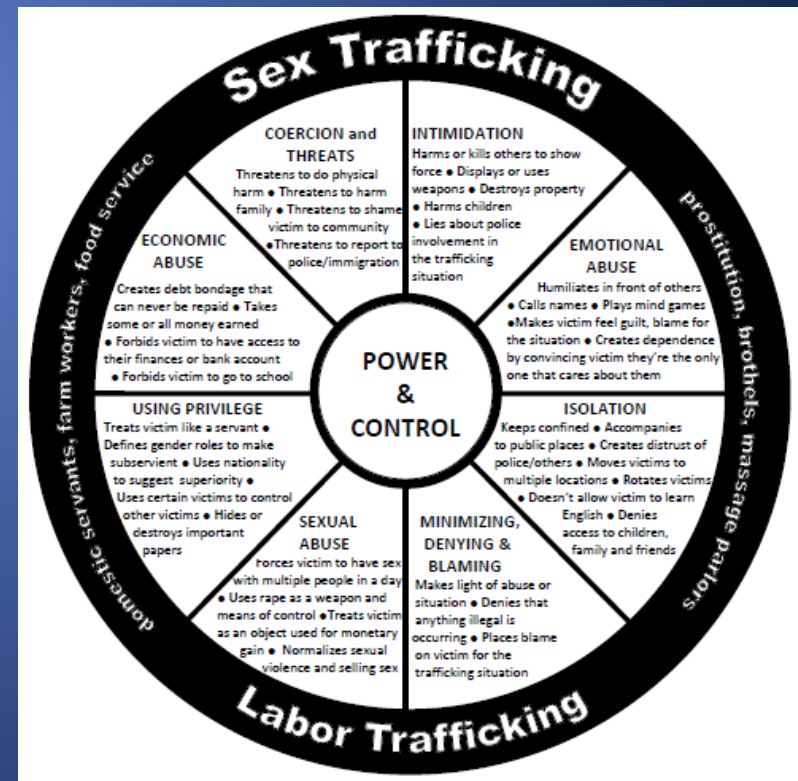 Sex Trafficking
COERCION and
THREATS
Threatens to do physical
harm ● Threatens to harm
family ● Threatens to shame
victim to community
●Threatens to report to
police/immigration
INTIMIDATION
Harms or kills others to show
force ● Displays or uses
weapons ● Destroys property
● Harms children
● Lies about police
involvement in
the trafficking
situation
EMOTIONAL
ABUSE
Humiliates in front of others
● Calls names ● Plays mind games
●Makes victim feel guilt, blame for
the situation ● Creates dependence
by convincing victim they're the only
one that cares about them
ISOLATION
Keeps confined ● Accompanies
to public places ● Creates distrust of
police/others ● Moves victims to
multiple locations ● Rotates victims
● Doesn't allow victim to learn
English ● Denies
access to children,
family and friends
MINIMIZING,
DENYING &
BLAMING
Makes light of abuse or
situation ● Denies that
anything illegal is
occurring ● Places blame
on victim for the
trafficking situation
SEXUAL
ABUSE
Forces victim to have sex
with multiple people in a day
● Uses rape as a weapon and
means of control ●Treats victim
as an object used for monetary
gain ● Normalizes sexual
violence and selling sex
USING PRIVILEGE
Treats victim like a servant ●
Defines gender roles to make
subservient ● Uses nationality
to suggest superiority ●
Uses certain victims to control
other victims ● Hides or
destroys important
papers
ECONOMIC
ABUSE
Creates debt bondage that
can never be repaid ● Takes
some or all money earned
● Forbids victim to have access to
their finances or bank account
● Forbids victim to go to school
POWER
&
CONTROL
domestic servants, farm workers, food service
prostitution, brothels, massage parlors
Labor Trafficking